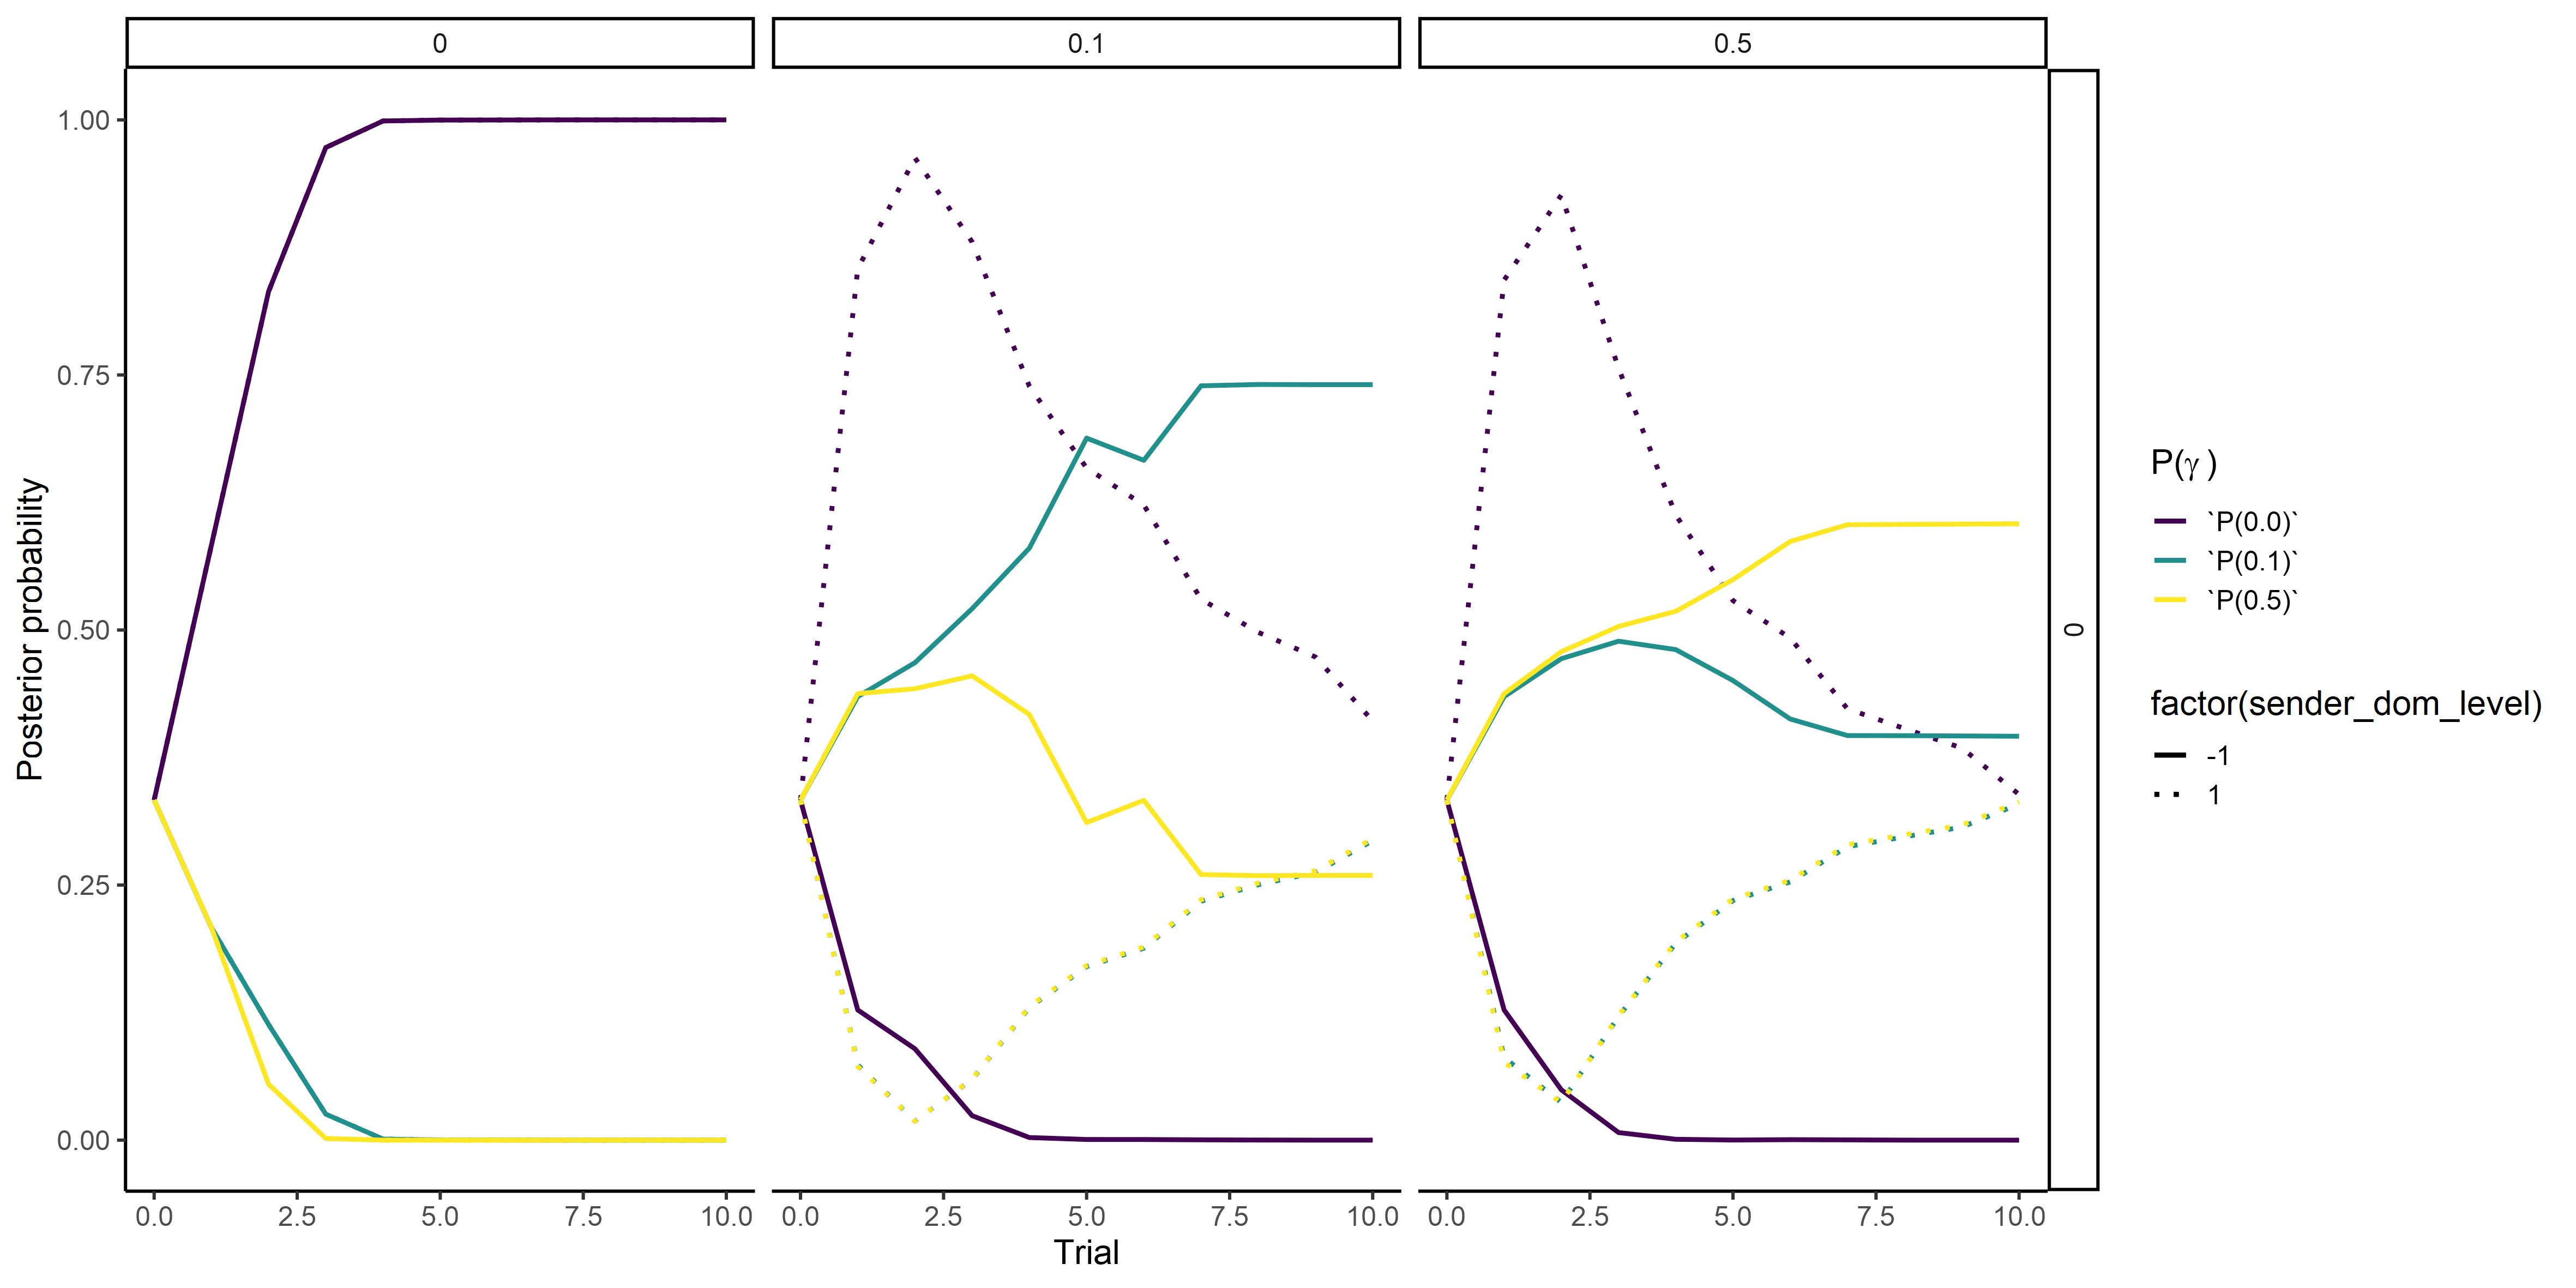 0 0.1 0.5
1.00
0.75
0.50
0.25
0.00
Posterior probability
0
0.0 2.5 5.0 7.5 10.0 0.0 2.5 5.0 7.5 10.0 0.0 2.5 5.0 7.5 10.0
Trial
P(γ)
`P(0.0)`
`P(0.1)`
`P(0.5)`
factor(sender_dom_level)
-1
1